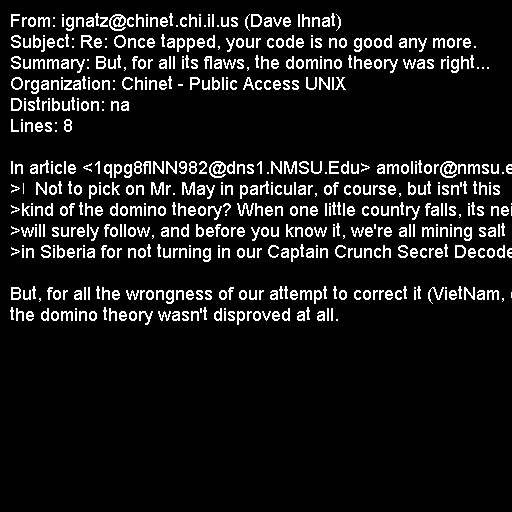 From: ignatz@chinet.chi.il.us (Dave Ihnat)
Subject: Re: Once tapped, your code is no good any more.
Summary: But, for all its flaws, the domino theory was right...
Organization: Chinet - Public Access UNIX
Distribution: na
Lines: 8

In article <1qpg8fINN982@dns1.NMSU.Edu> amolitor@nmsu.e
>| Not to pick on Mr. May in particular, of course, but isn't this
>kind of the domino theory? When one little country falls, its nei
>will surely follow, and before you know it, we're all mining salt
>in Siberia for not turning in our Captain Crunch Secret Decode

But, for all the wrongness of our attempt to correct it (VietNam,
the domino theory wasn't disproved at all.